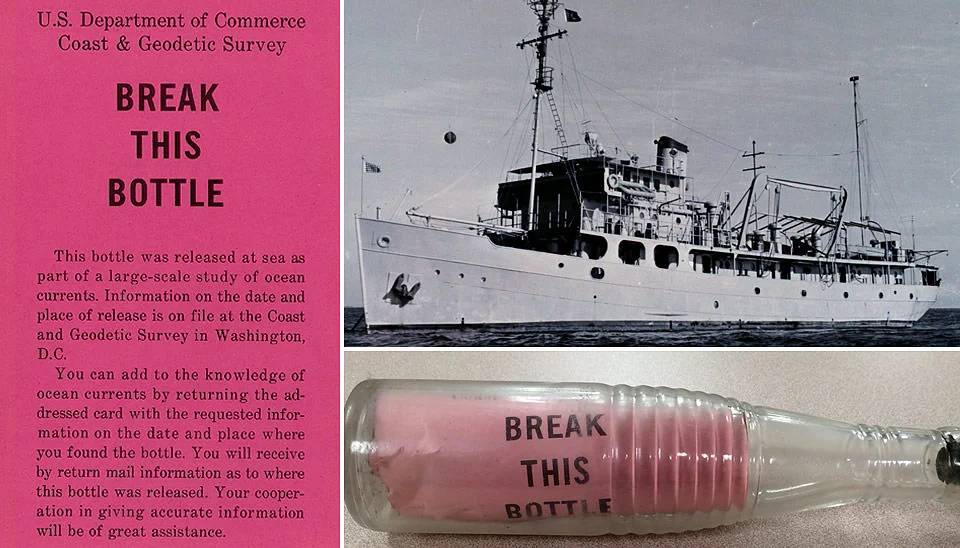 U.S. Department of Commerce
Coast & Geodetic Survey
BREAK
THIS
BOTTLE
This bottle was released at sea as
part of a large-scale study of ocean
currents. Information on the date and
place of release is on file at the Coast
and Geodetic Survey in Washington,
D.C.
You can add to the knowledge of
ocean currents by returning the ad-
dressed card with the requested infor-
mation on the date and place where
you found the bottle. You will receive
by return mail information as to where
this bottle was released. Your cooper-
ation in giving accurate information
will be of great assistance.
BREAK
THIS
BOTTLE